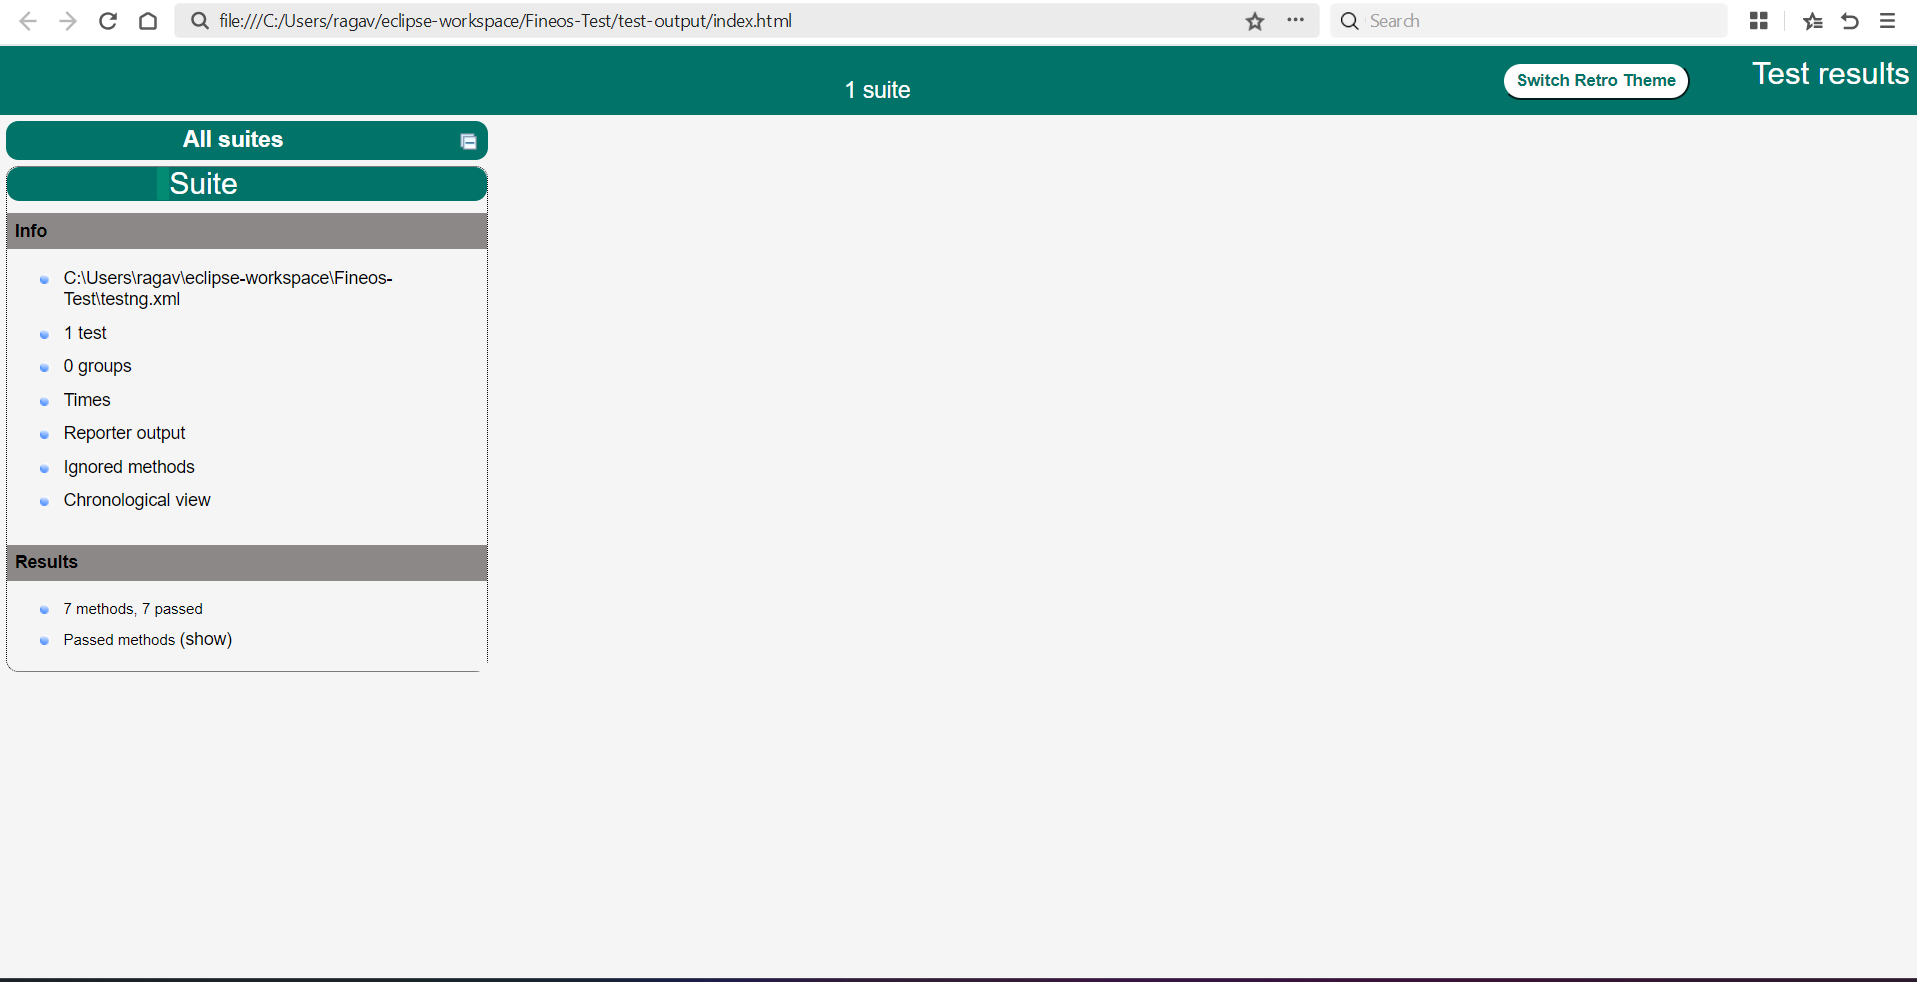 file:///C:/Users/ragav/eclipse-workspace/Fineos-Test/test-output/index.html
Search
1 suite
Switch Retro Theme
Test results
All suites
Suite
Info
C:\Users\ragav\eclipse-workspace\Fineos-
Test\testng.xml
1 test
0 groups
Times
Reporter output
Ignored methods
Chronological view
Results
7 methods, 7 passed
Passed methods (show)